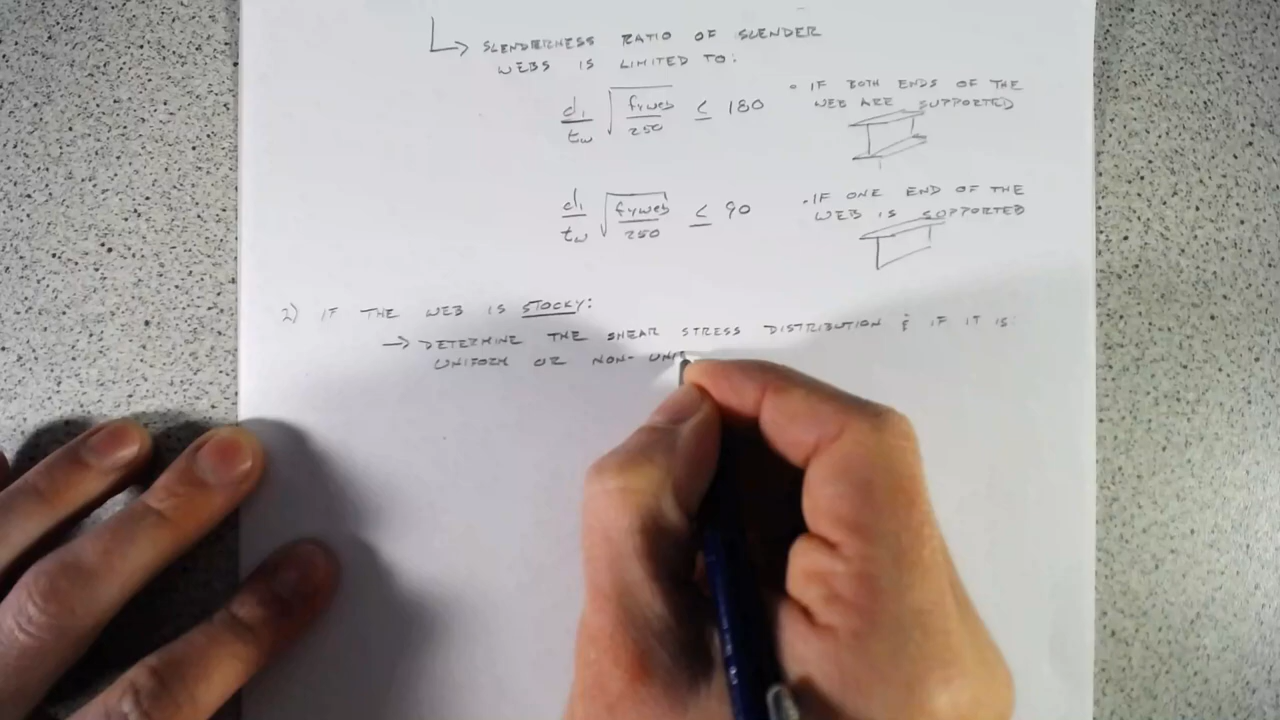 SLENDERNESS RATIO OF SLENDER
WEBS IS LIMITED TO:
d₁/tw √(fyweb/250) ≤ 180
• IF BOTH ENDS OF THE
WEB ARE SUPPORTED
d₁/tw √(fyweb/250) ≤ 90
• IF ONE END OF THE
WEB IS SUPPORTED
2) IF THE WEB IS STOCKY:
→ DETERMINE THE SHEAR STRESS DISTRIBUTION & IF IT IS:
UNIFORM OR NON-UNIF